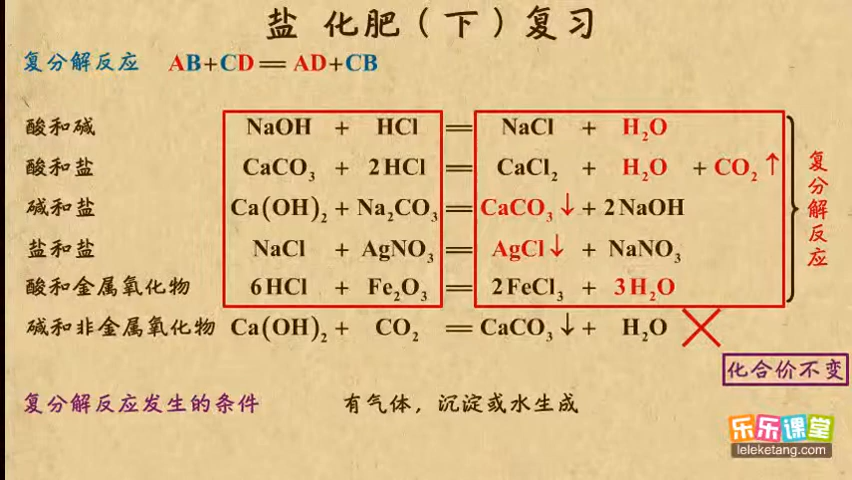 盐 化肥（下）复习
复分解反应 AB+CD══AD+CB
酸和碱 NaOH + HCl ══ NaCl + H₂O
酸和盐 CaCO₃ + 2HCl ══ CaCl₂ + H₂O + CO₂↑
碱和盐 Ca(OH)₂ + Na₂CO₃ ══ CaCO₃↓ + 2NaOH
盐和盐 NaCl + AgNO₃ ══ AgCl↓ + NaNO₃
酸和金属氧化物 6HCl + Fe₂O₃ ══ 2FeCl₃ + 3H₂O
碱和非金属氧化物 Ca(OH)₂ + CO₂ ══ CaCO₃↓ + H₂O
复分解反应
化合价不变
复分解反应发生的条件 有气体，沉淀或水生成
乐乐课堂
leleketang.com